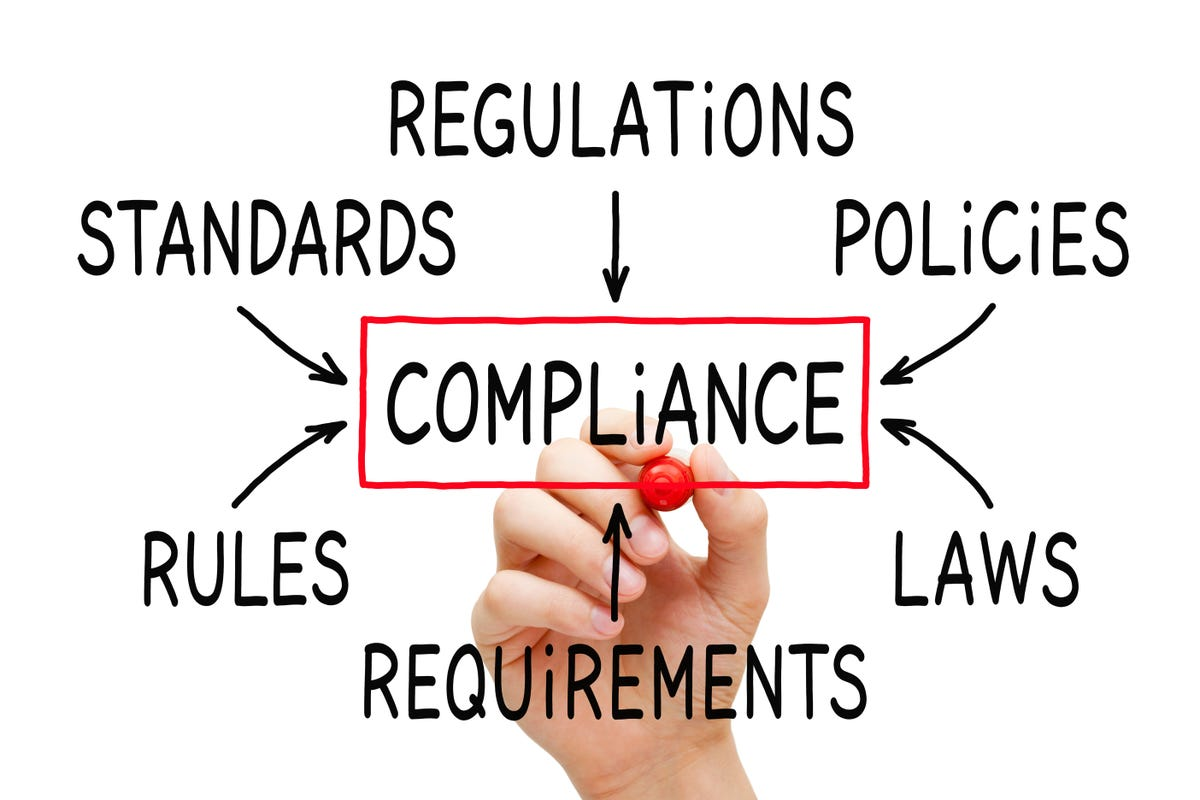 REGULATiONS
STANDARDS
POLiCiES
COMPLiANCE
RULES
LAWS
REQUiREMENTS